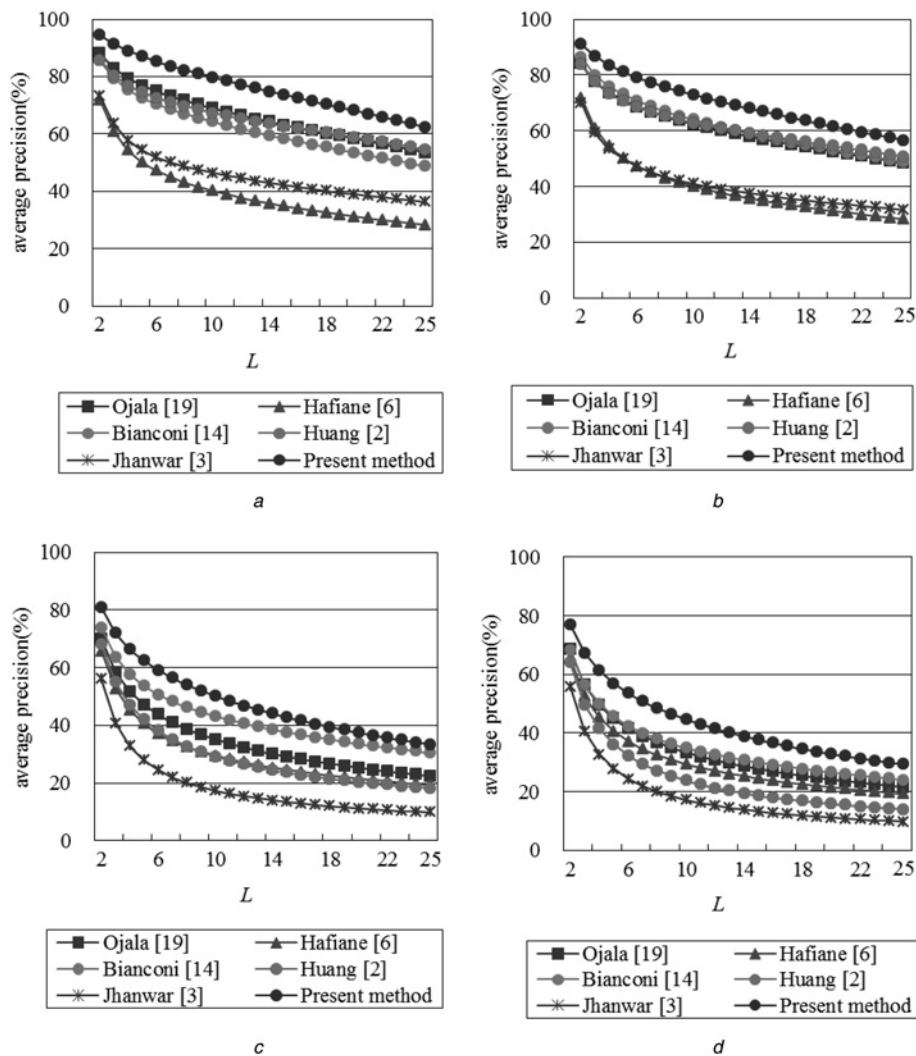 100
80
60
40
20
0
average precision(%)
2 6 10 14 18 22 25
L
Ojala [19] Hafiane [6]
Bianconi [14] Huang [2]
Jhanwar [3] Present method
a
100
80
60
40
20
0
average precision(%)
2 6 10 14 18 22 25
L
Ojala [19] Hafiane [6]
Bianconi [14] Huang [2]
Jhanwar [3] Present method
b
100
80
60
40
20
0
average precision(%)
2 6 10 14 18 22 25
L
Ojala [19] Hafiane [6]
Bianconi [14] Huang [2]
Jhanwar [3] Present method
c
100
80
60
40
20
0
average precision(%)
2 6 10 14 18 22 25
L
Ojala [19] Hafiane [6]
Bianconi [14] Huang [2]
Jhanwar [3] Present method
d